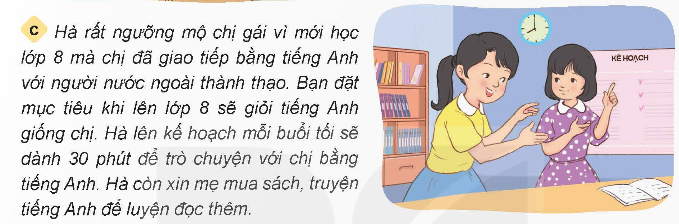 c Hà rất ngưỡng mộ chị gái vì mới học
lớp 8 mà chị đã giao tiếp bằng tiếng Anh
với người nước ngoài thành thạo. Bạn đặt
mục tiêu khi lên lớp 8 sẽ giỏi tiếng Anh
giống chị. Hà lên kế hoạch mỗi buổi tối sẽ
dành 30 phút để trò chuyện với chị bằng
tiếng Anh. Hà còn xin mẹ mua sách, truyện
tiếng Anh để luyện đọc thêm.
KẾ HOẠCH